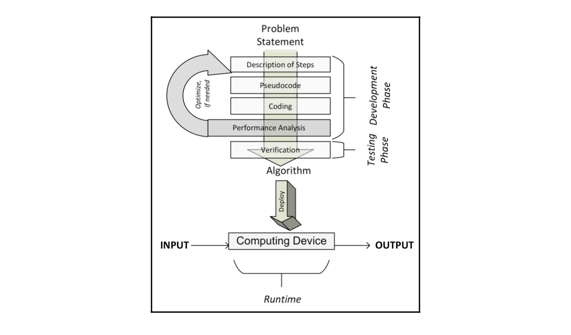 Problem
Statement
Description of Steps
Pseudocode
Optimize,
if needed
Coding
Performance Analysis
Development
Phase
Verification
Testing
Phase
Algorithm
Deploy
INPUT
Computing Device
OUTPUT
Runtime